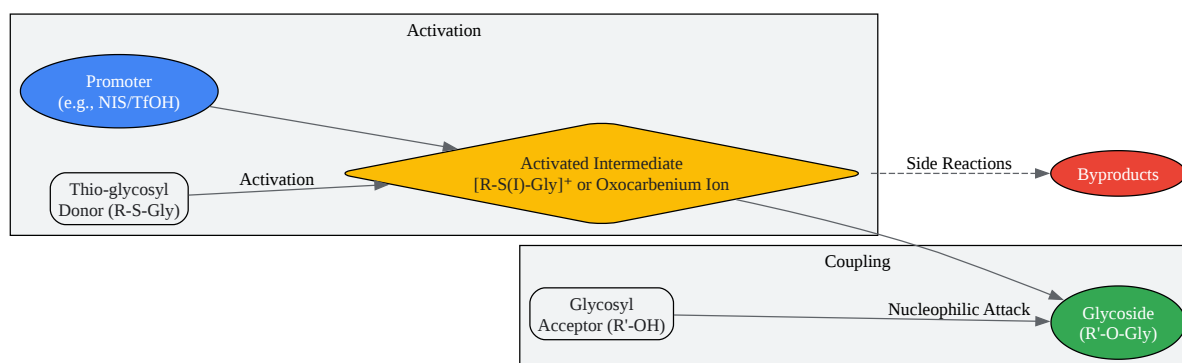 Activation
Promoter
(e.g., NIS/TfOH)
Thio-glycosyl
Donor (R-S-Gly)
Activation
Activated Intermediate
[R-S(I)-Gly]⁺ or Oxocarbenium Ion
Side Reactions
Byproducts
Coupling
Glycosyl
Acceptor (R'-OH)
Nucleophilic Attack
Glycoside
(R'-O-Gly)